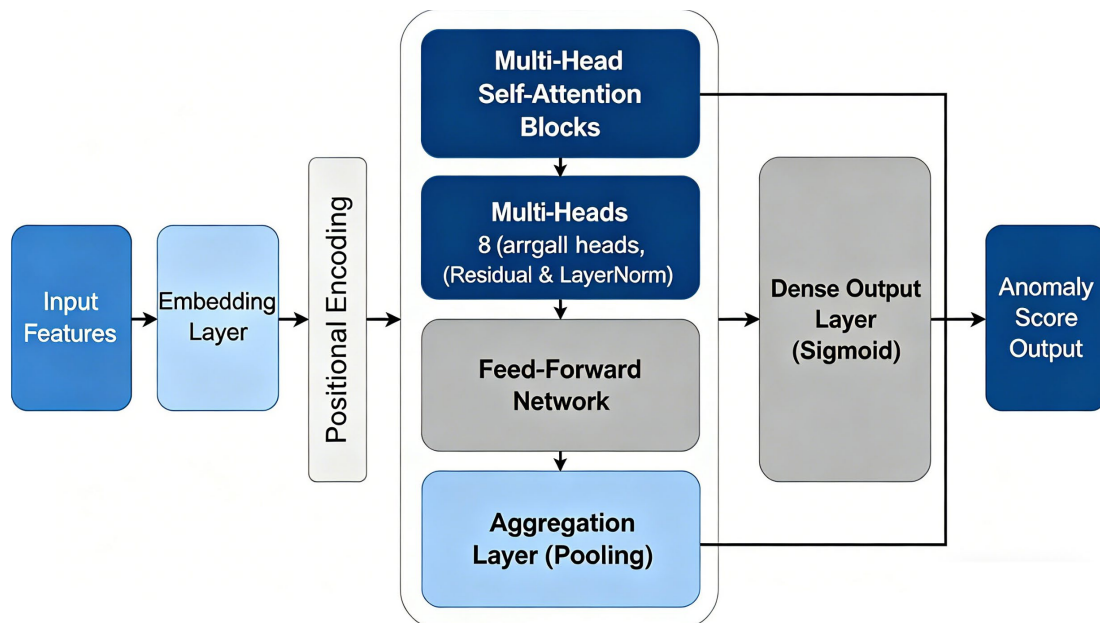 Input
Features
Embedding
Layer
Positional Encoding
Multi-Head
Self-Attention
Blocks
Multi-Heads
8 (arrgall heads,
(Residual & LayerNorm)
Feed-Forward
Network
Aggregation
Layer (Pooling)
Dense Output
Layer
(Sigmoid)
Anomaly
Score
Output